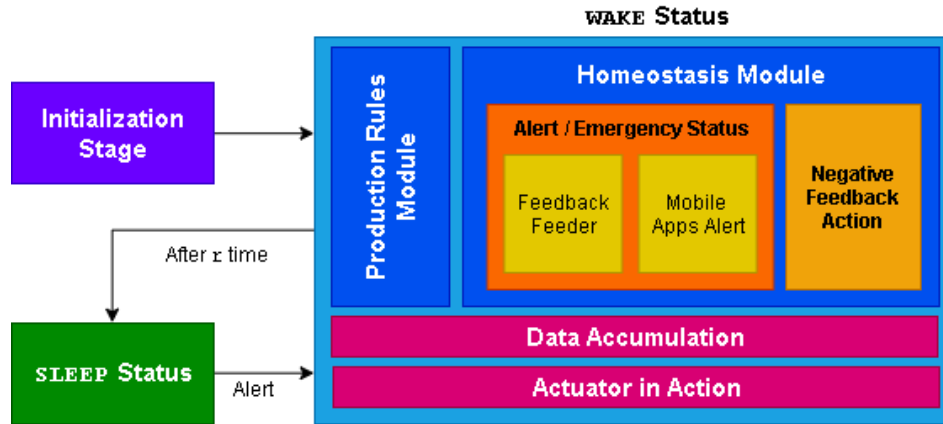 WAKE Status
Initialization
Stage
Production Rules
Module
Homeostasis Module
Alert / Emergency Status
Feedback
Feeder
Mobile
Apps Alert
Negative
Feedback
Action
After r time
SLEEP Status
Alert
Data Accumulation
Actuator in Action